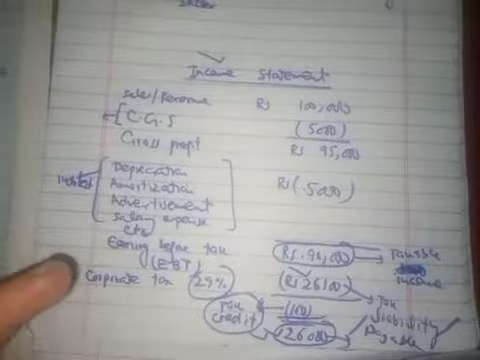 Income Statement
Sales/Revenue Rs 100,000
C.G.S (5000)
Gross profit Rs 95,000
Depreciation
Amortization
Advertisement Rs (5000)
Salary expense
etc
Earning before tax Rs. 90,000 Taxable
(EBT) income
Corporate tax 29% (Rs 26100) Tax
Tax credit (100) liability
26000 Payable